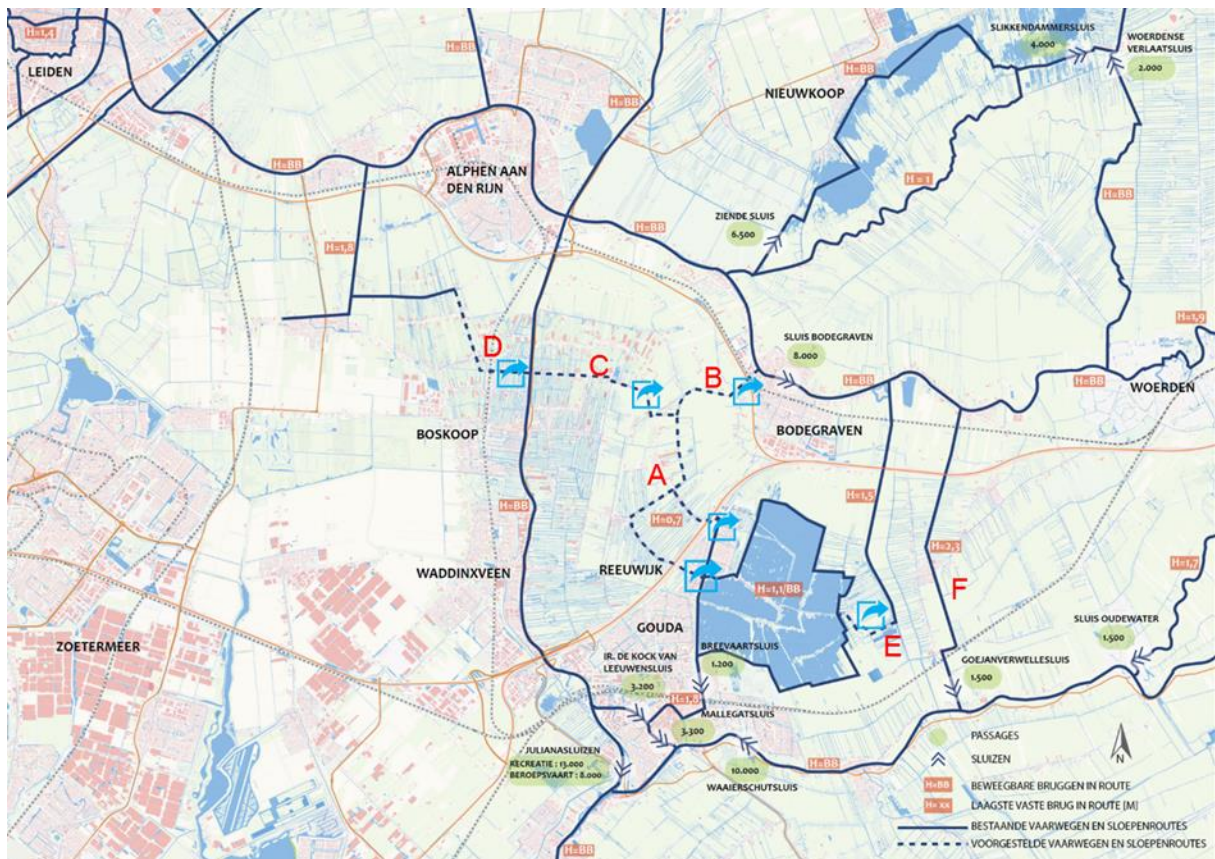 H=1,4
LEIDEN
H=BB
SLIKKENDAMMERSLUIS
4.000
WOERDENSE
VERLAATSLUIS
2.000
H=BB
NIEUWKOOP
H=BB
H=BB
ALPHEN AAN
DEN RIJN
H = 1
H=BB
ZIENDE SLUIS
6.500
H=BB
H=1,8
SLUIS BODEGRAVEN
8.000
H=1,9
D
C
B
H=BB
H=BB
WOERDEN
BOSKOOP
BODEGRAVEN
A
H=1,5
H=BB
H=0,7
H=2,3
H=1,7
WADDINXVEEN
REEUWIJK
H=1,1/BB
F
SLUIS OUDEWATER
1.500
GOUDA
E
ZOETERMEER
BREEVAARTSLUIS
1.200
IR. DE KOCK VAN
LEEUWENSLUIS
3.200
GOEJANVERWELLESLUIS
1.500
H=1,8
MALLEGATSLUIS
3.300
JULIANASLUIZEN
RECREATIE : 13.000
BEROEPSVAART : 8.000
10.000
WAAIERSCHUTSLUIS
H=BB
H=BB
N
PASSAGES
SLUIZEN
H=BB BEWEEGBARE BRUGGEN IN ROUTE
H= xx LAAGSTE VASTE BRUG IN ROUTE [M]
BESTAANDE VAARWEGEN EN SLOEPENROUTES
VOORGESTELDE VAARWEGEN EN SLOEPENROUTES